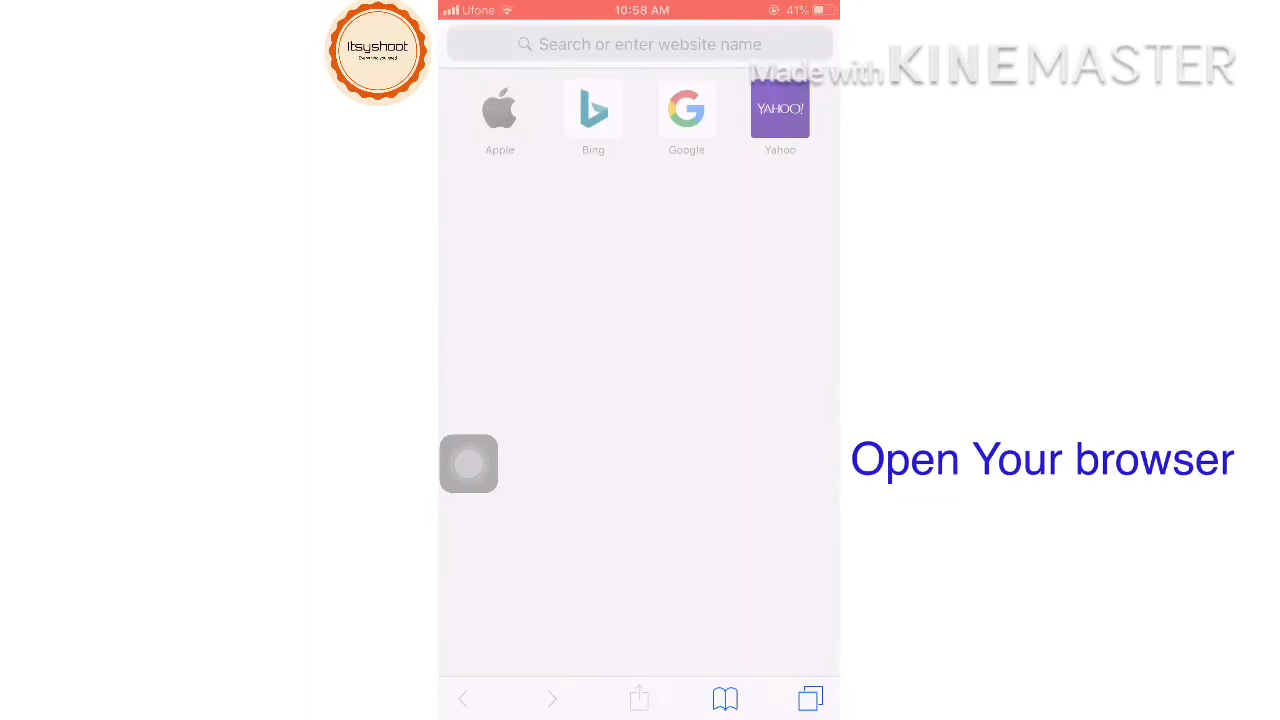 Itsyshoot
Ufone
10:58 AM
41%
Search or enter website name
Made with KINEMASTER
YAHOO!
Apple
Bing
Google
Yahoo
Open Your browser